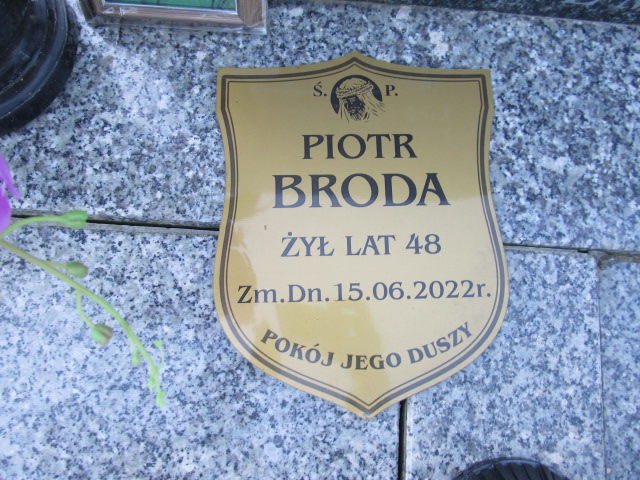 Ś. P.
PIOTR
BRODA
ŻYŁ LAT 48
Zm.Dn.15.06.2022r.
POKÓJ JEGO DUSZY